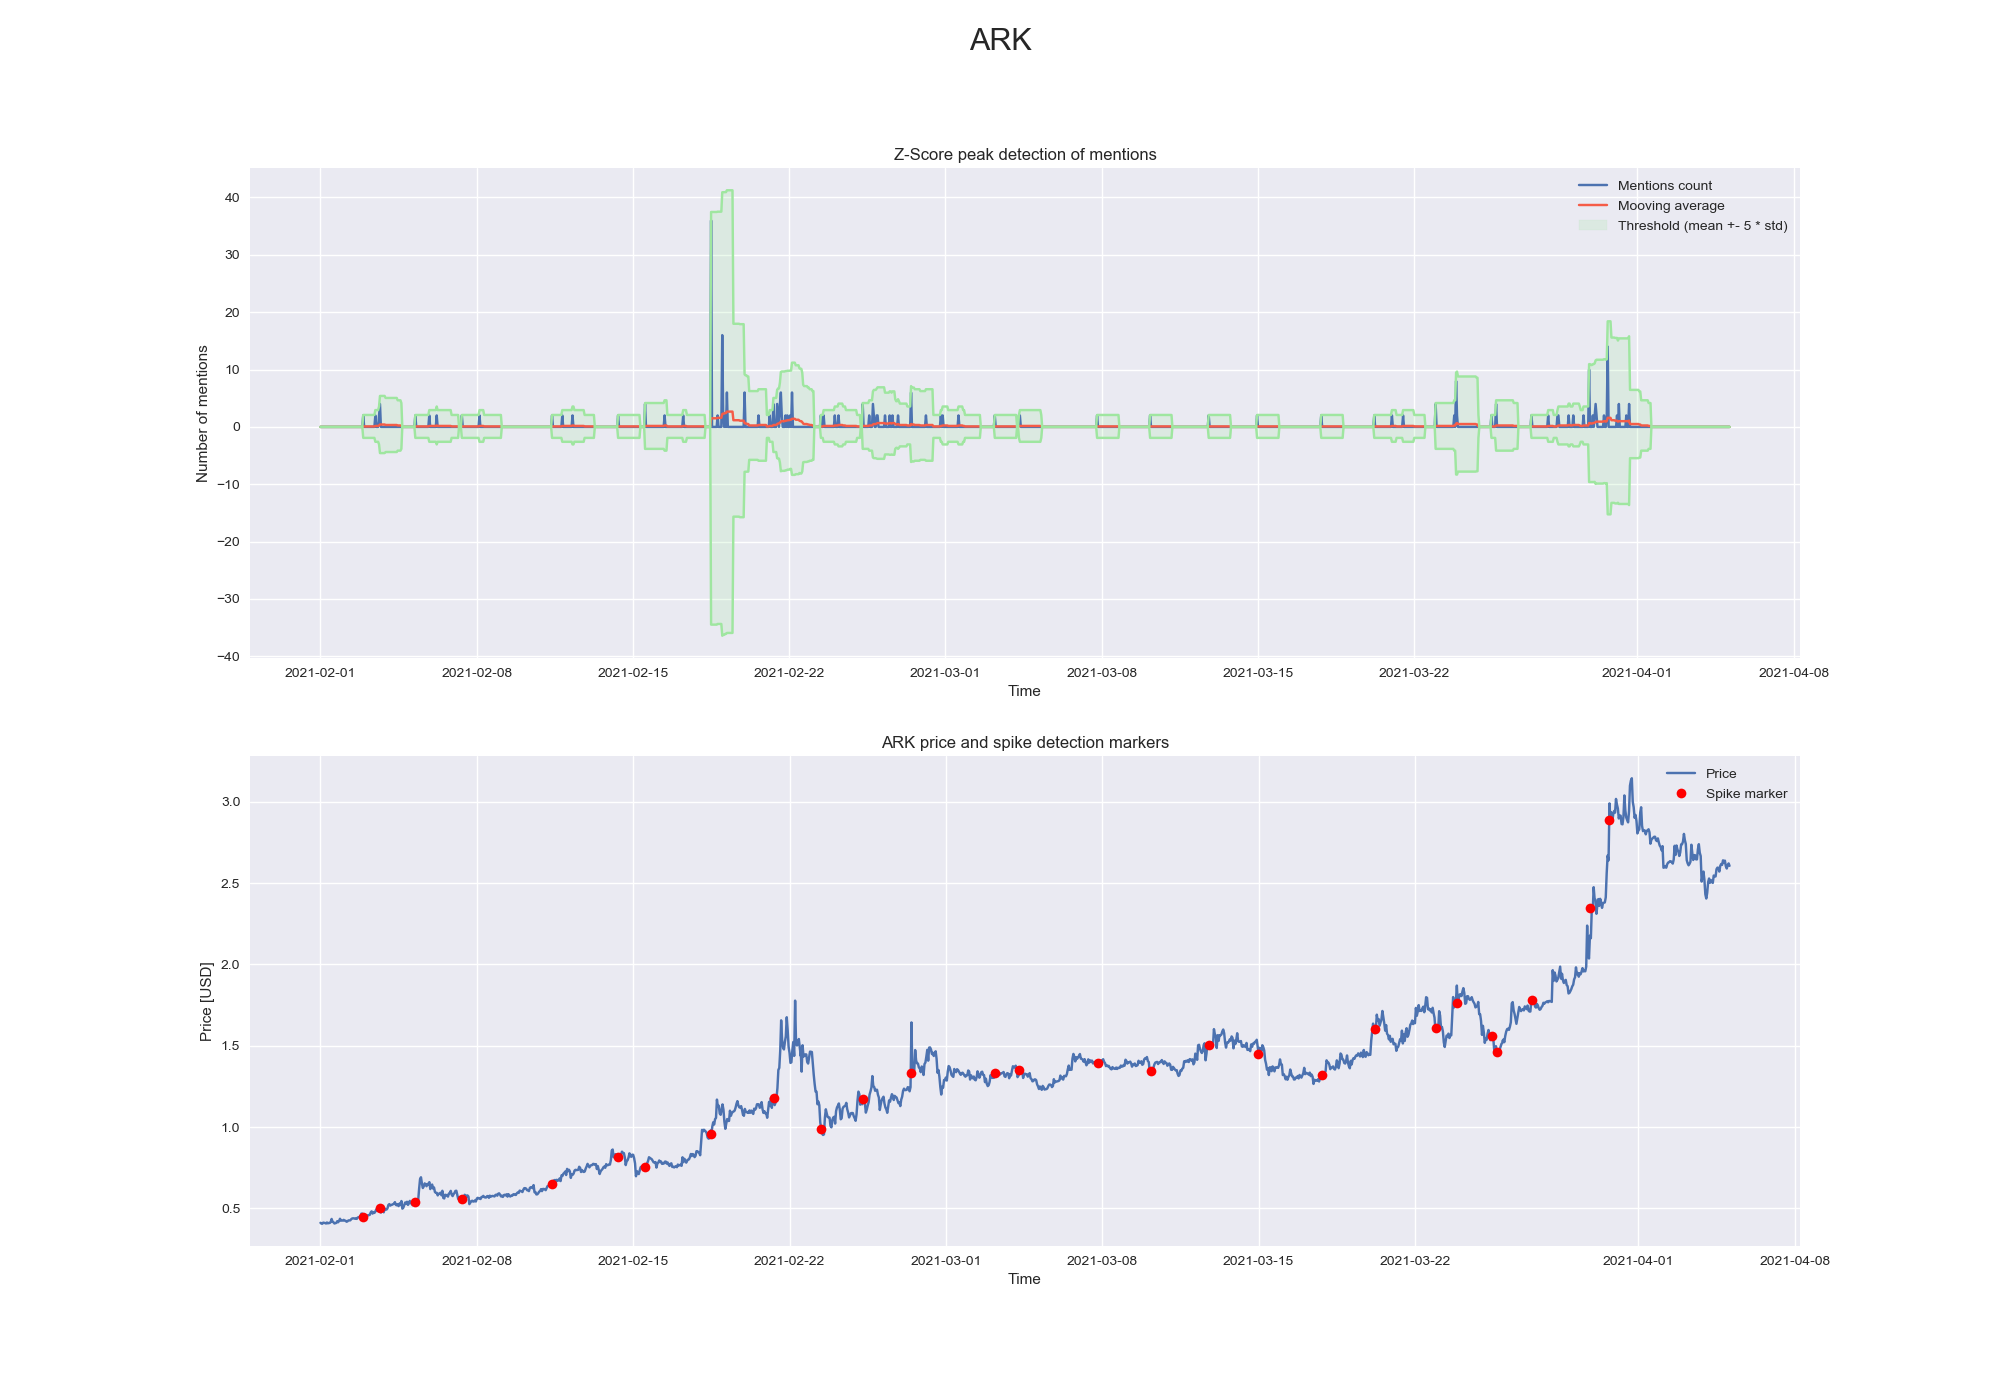 ARK
Z-Score peak detection of mentions
Mentions count
Mooving average
Threshold (mean +- 5 * std)
Number of mentions
40
30
20
10
0
−10
−20
−30
−40
2021-02-01 2021-02-08 2021-02-15 2021-02-22 2021-03-01 2021-03-08 2021-03-15 2021-03-22 2021-04-01 2021-04-08
Time
ARK price and spike detection markers
Price
Spike marker
Price [USD]
3.0
2.5
2.0
1.5
1.0
0.5
2021-02-01 2021-02-08 2021-02-15 2021-02-22 2021-03-01 2021-03-08 2021-03-15 2021-03-22 2021-04-01 2021-04-08
Time